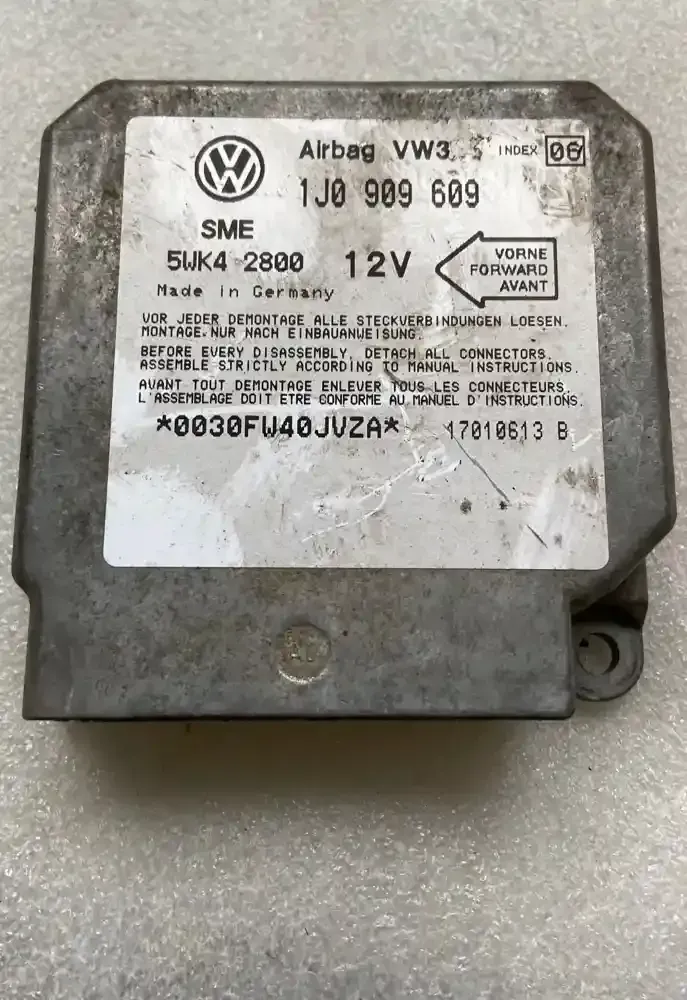 Airbag VW3 INDEX 06
1J0 909 609
SME
5WK4 2800 12V
VORNE
FORWARD
AVANT
Made in Germany
VOR JEDER DEMONTAGE ALLE STECKVERBINDUNGEN LOESEN.
MONTAGE NUR NACH EINBAUANWEISUNG.
BEFORE EVERY DISASSEMBLY, DETACH ALL CONNECTORS.
ASSEMBLE STRICTLY ACCORDING TO MANUAL INSTRUCTIONS.
AVANT TOUT DEMONTAGE ENLEVER TOUS LES CONNECTEURS,
L'ASSEMBLAGE DOIT ETRE CONFORME AU MANUEL D'INSTRUCTIONS.
*0030FW40JVZA* 17010613 B